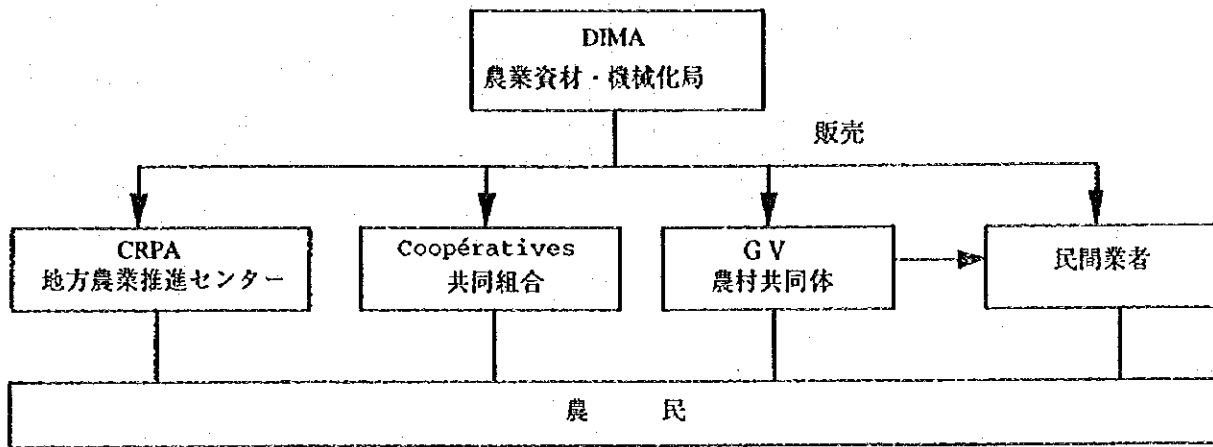 DIMA
農業資材・機械化局
販売
CRPA
地方農業推進センター
Coopératives
共同組合
G V
農村共同体
民間業者
農 民